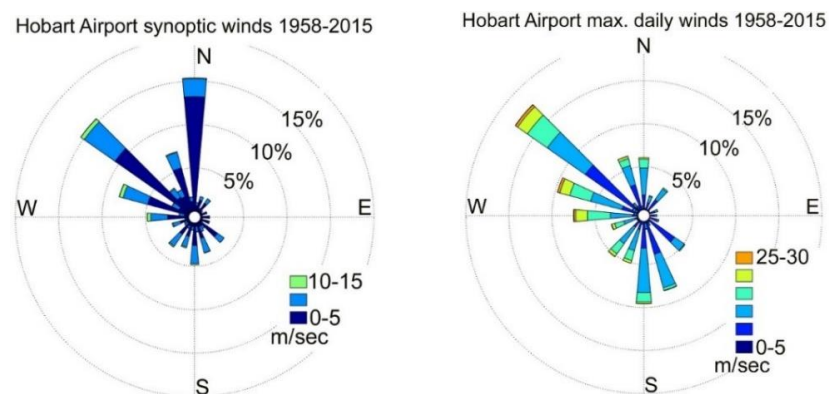 Hobart Airport synoptic winds 1958-2015
N
15%
10%
5%
W
E
10-15
0-5
m/sec
S
Hobart Airport max. daily winds 1958-2015
N
15%
10%
5%
W
E
25-30
0-5
m/sec
S